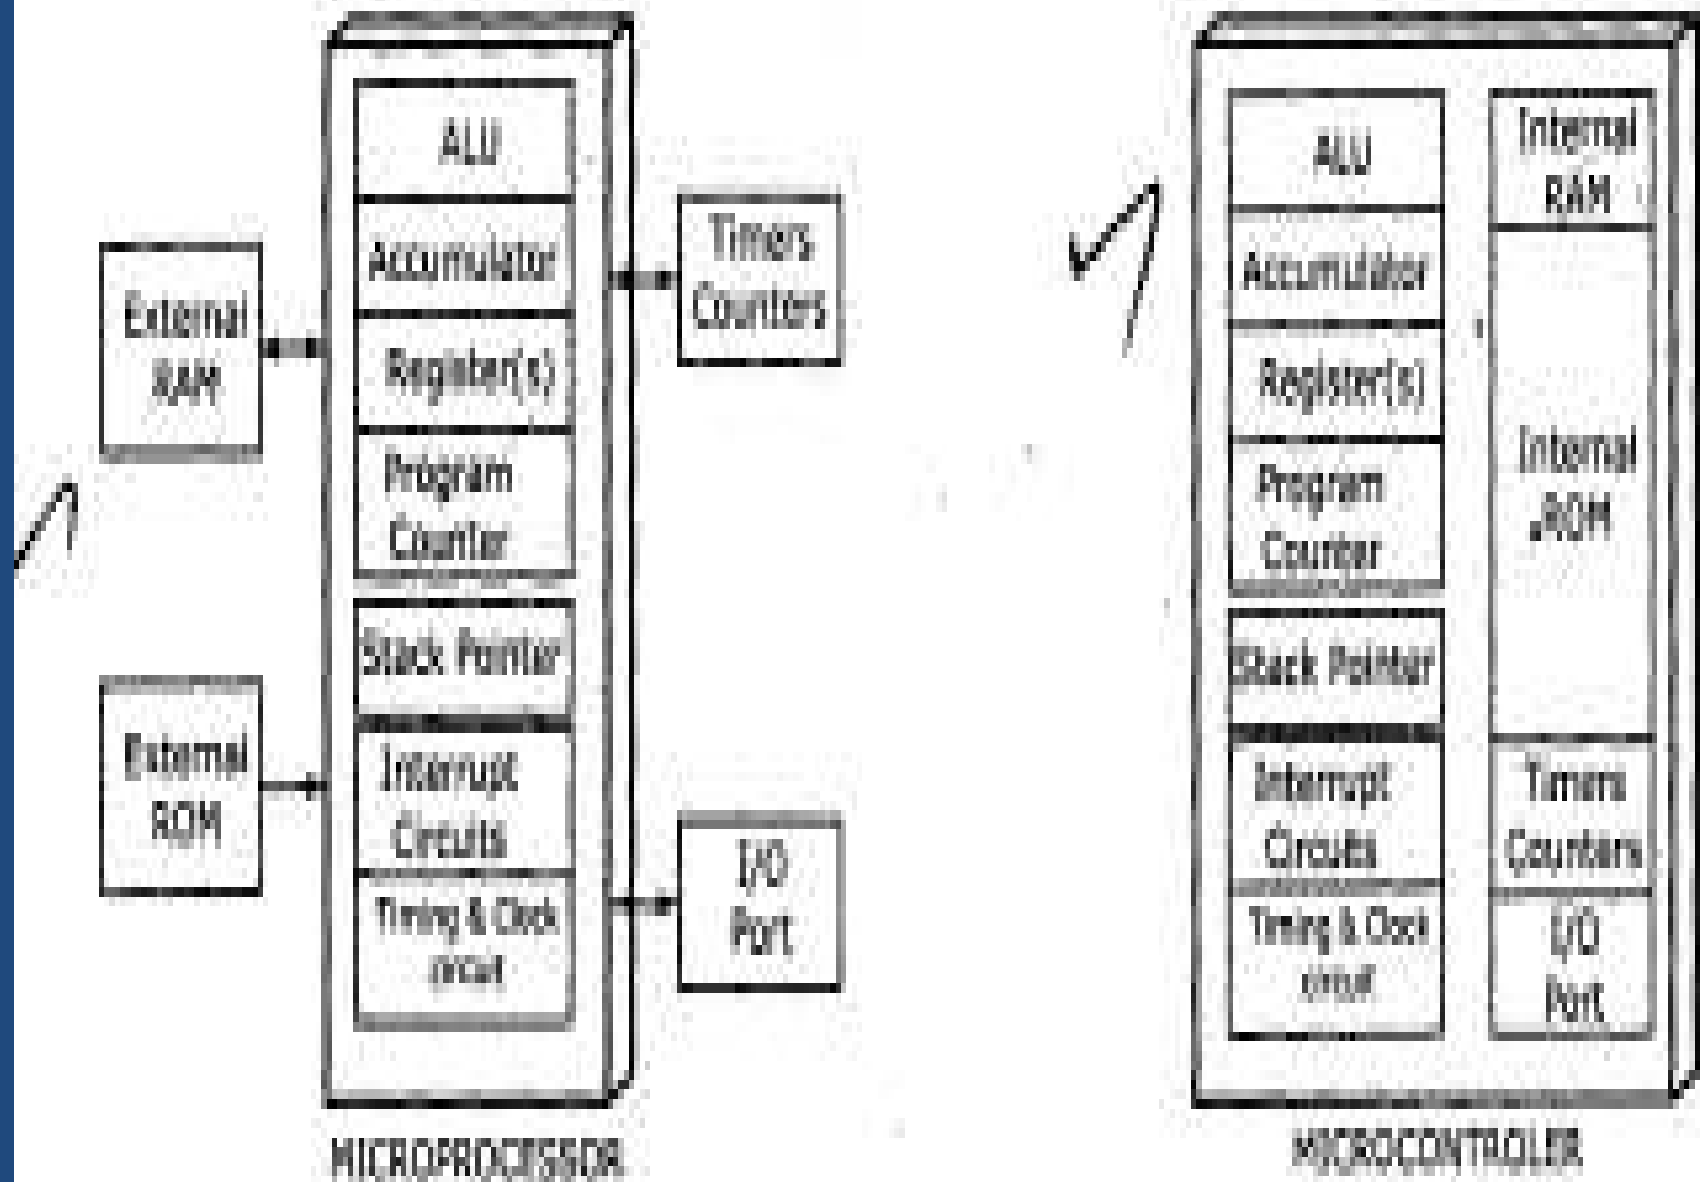 ALU
Accumulator
Register(s)
Program
Counter
Stack Pointer
Interrupt
Circuits
Timing & Clock
circuit
External
RAM
External
ROM
Timers
Counters
I/O
Port
MICROPROCESSOR
ALU
Accumulator
Register(s)
Program
Counter
Stack Pointer
Interrupt
Circuits
Timing & Clock
circuit
Internal
RAM
Internal
ROM
Timers
Counters
I/O
Port
MICROCONTROLER